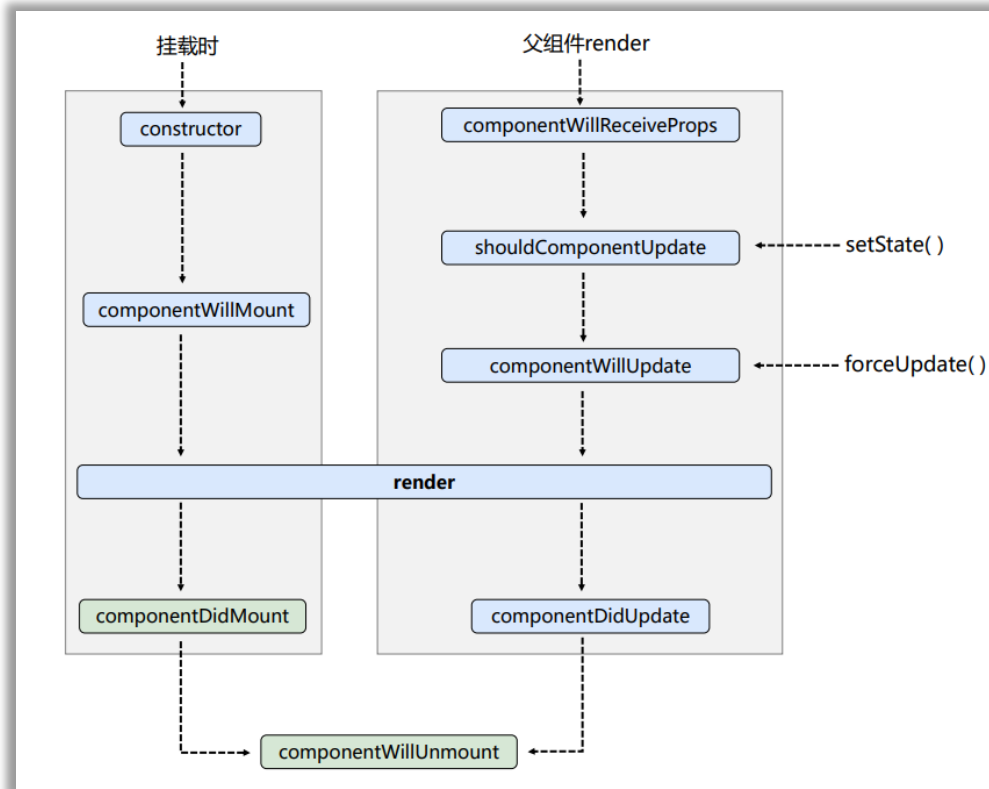 挂载时
父组件render
constructor
componentWillReceiveProps
shouldComponentUpdate
setState( )
componentWillMount
componentWillUpdate
forceUpdate( )
render
componentDidMount
componentDidUpdate
componentWillUnmount